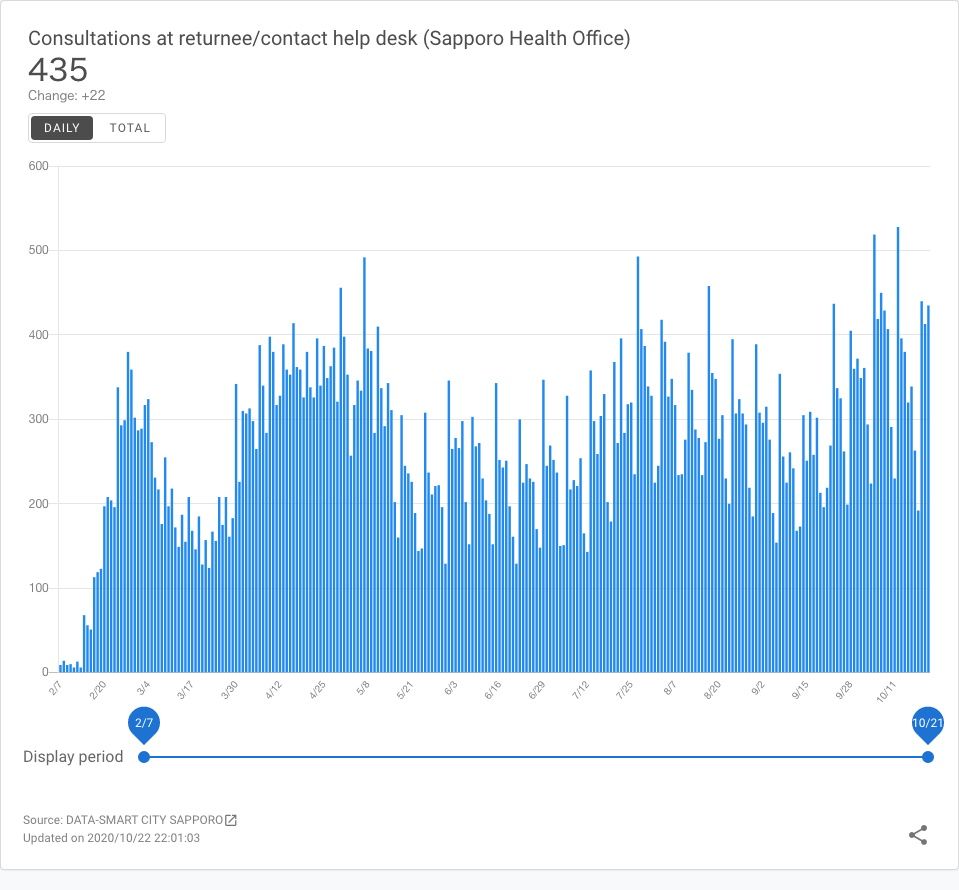 Consultations at returnee/contact help desk (Sapporo Health Office)
435
Change: +22
DAILY TOTAL
600
500
400
300
200
100
0
2/7 2/20 3/4 3/17 3/30 4/12 4/25 5/8 5/21 6/3 6/16 6/29 7/12 7/25 8/7 8/20 9/2 9/15 9/28 10/11
2/7 10/21
Display period
Source: DATA-SMART CITY SAPPORO
Updated on 2020/10/22 22:01:03